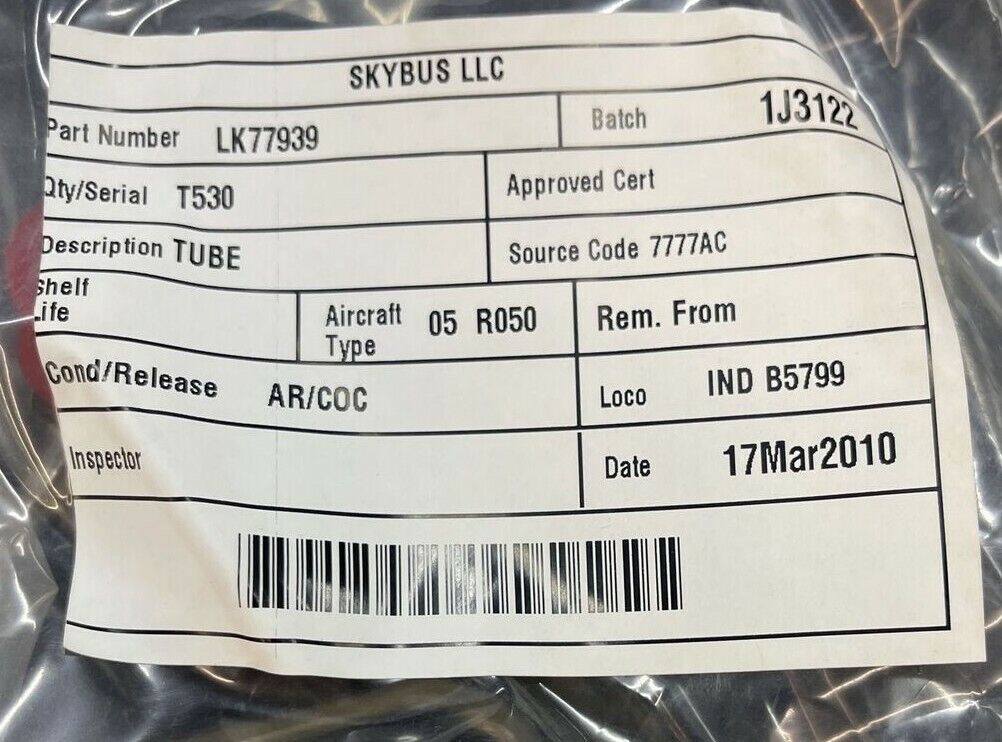 SKYBUS LLC
Part Number LK77939 Batch 1J3122
Qty/Serial T530 Approved Cert
Description TUBE Source Code 7777AC
Shelf Life Aircraft Type 05 R050 Rem. From
Cond/Release AR/COC Loco IND B5799
Inspector Date 17Mar2010